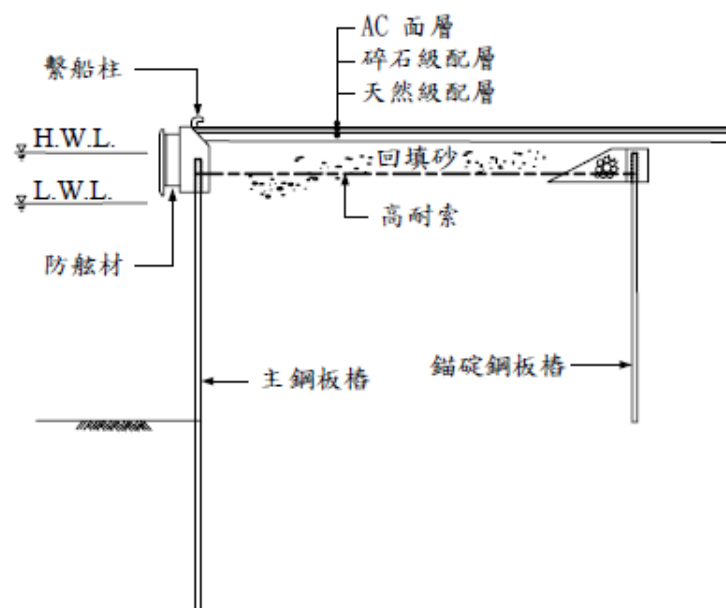 AC 面層
碎石級配層
天然級配層
繫船柱
H.W.L.
回填砂
L.W.L.
高耐索
防舷材
主鋼板樁
錨碇鋼板樁